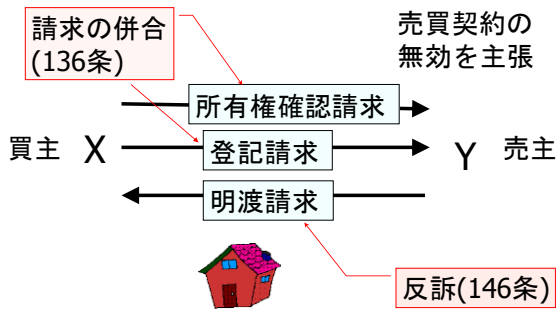 請求の併合
(136条)
売買契約の
無効を主張
所有権確認請求
買主 X
登記請求
Y 売主
明渡請求
反訴(146条)